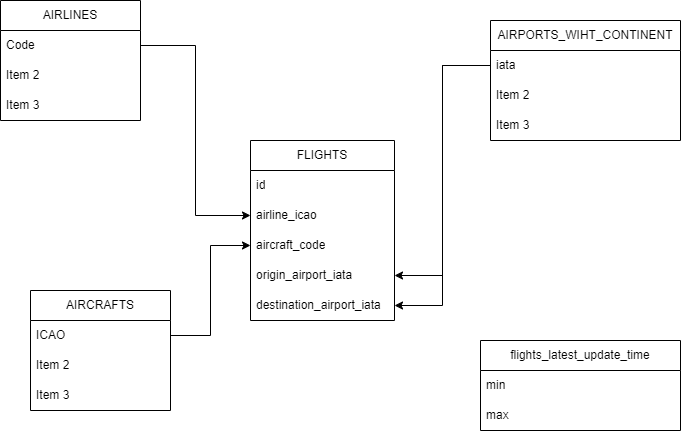 AIRLINES
Code
Item 2
Item 3
AIRPORTS_WIHT_CONTINENT
iata
Item 2
Item 3
FLIGHTS
id
airline_icao
aircraft_code
origin_airport_iata
destination_airport_iata
AIRCRAFTS
ICAO
Item 2
Item 3
flights_latest_update_time
min
max